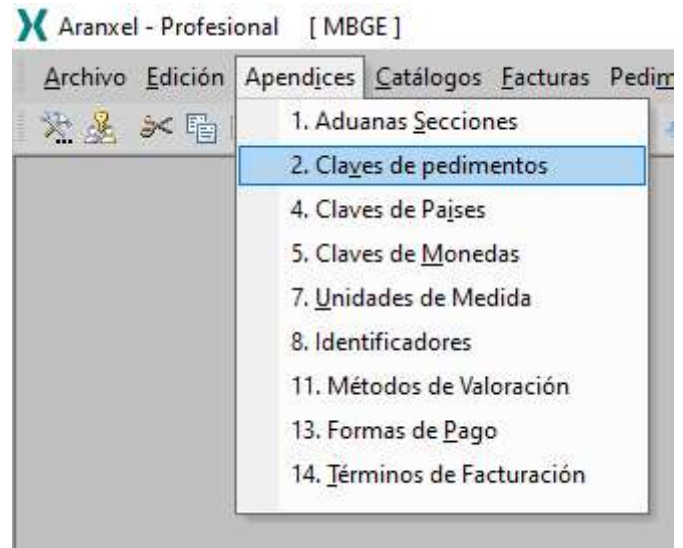 Aranxel - Profesional [ MBGE ]
Archivo Edición Apendices Catálogos Facturas
1. Aduanas Secciones
2. Claves de pedimentos
4. Claves de Paises
5. Claves de Monedas
7. Unidades de Medida
8. Identificadores
11. Métodos de Valoración
13. Formas de Pago
14. Términos de Facturación